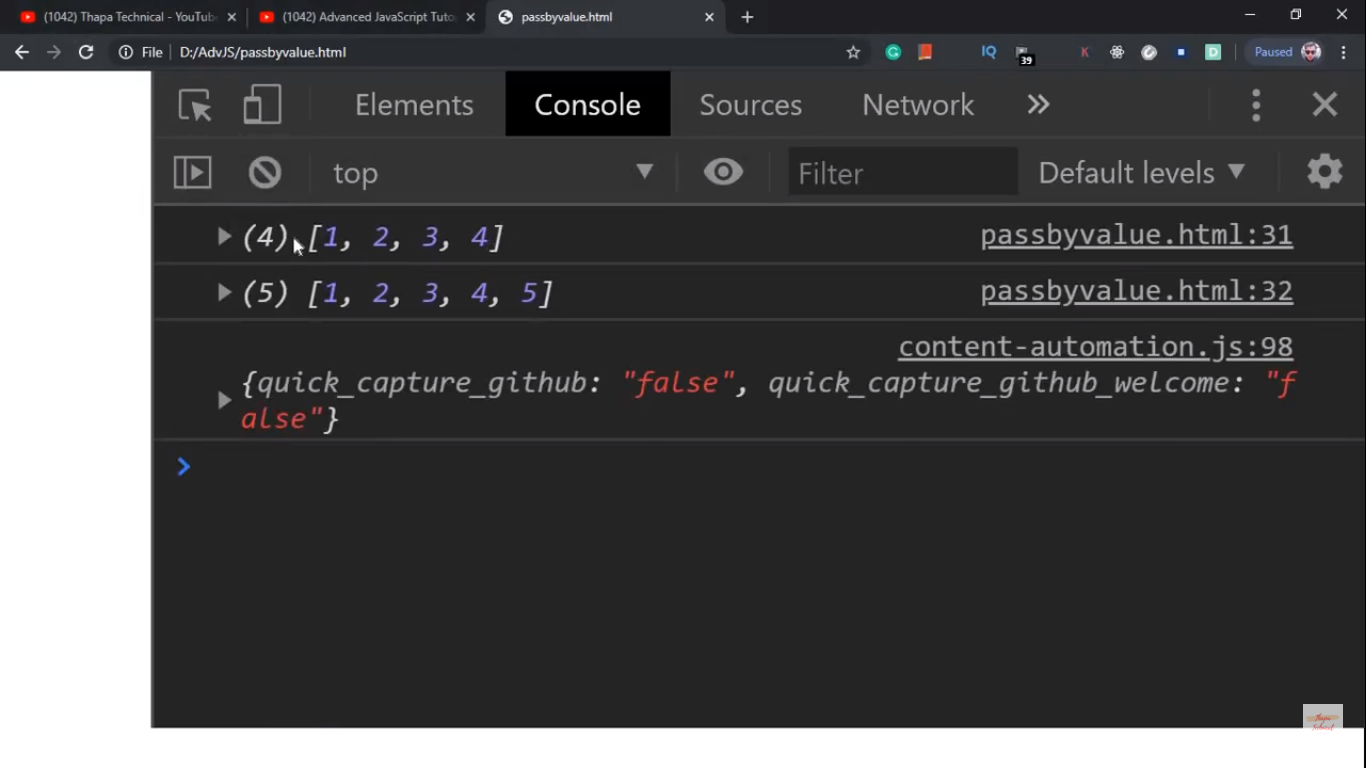 (1042) Thapa Technical - YouTub
(1042) Advanced JavaScript Tuto
passbyvalue.html
File D:/AdvJS/passbyvalue.html
IQ
39
K
D
Paused
Elements Console Sources Network
top
Filter
Default levels
(4) [1, 2, 3, 4] passbyvalue.html:31
(5) [1, 2, 3, 4, 5] passbyvalue.html:32
content-automation.js:98
{quick_capture_github: "false", quick_capture_github_welcome: "f
alse"}